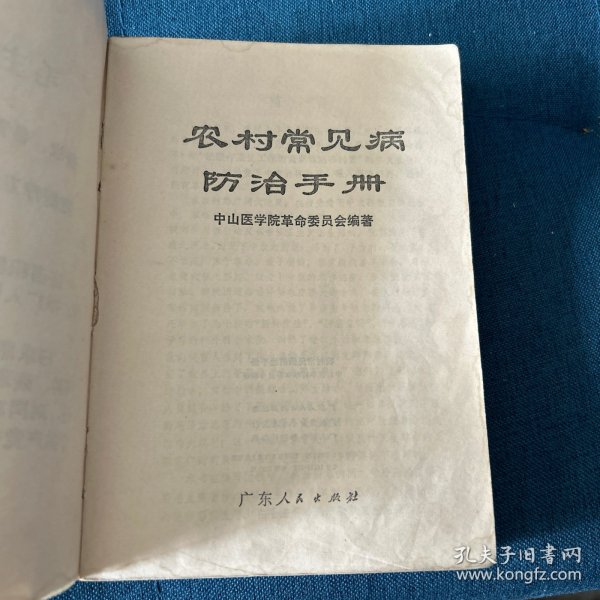 农村常见病
防治手册
中山医学院革命委员会编著
广东人民出版社
孔夫子旧书网
www.kongfz.com